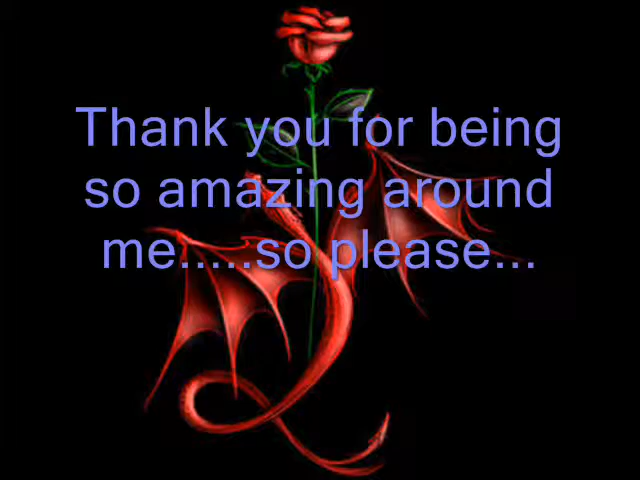 Thank you for being
so amazing around
me.....so please...